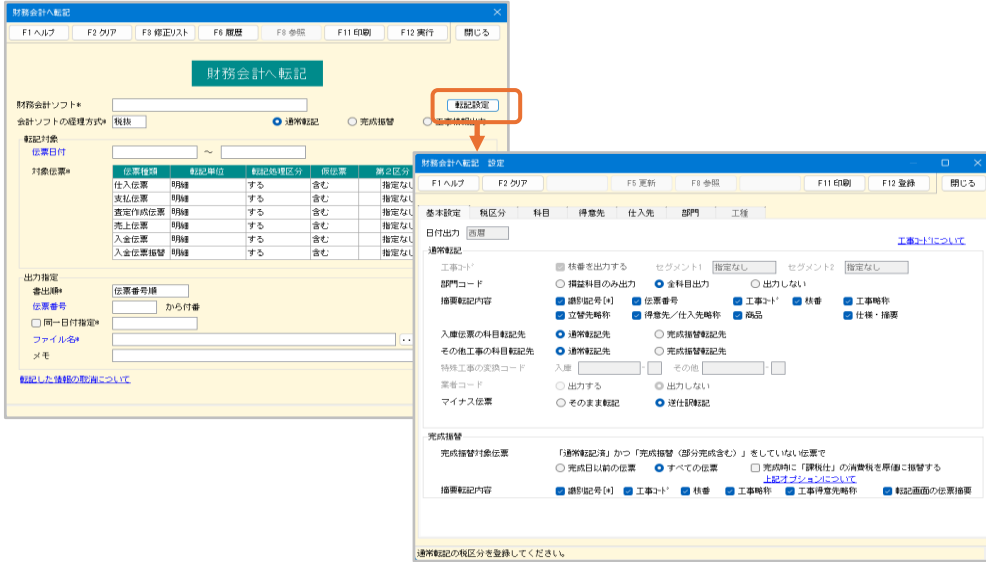 財務会計へ転記
F1 ヘルプ F2 クリア F3 修正リスト F6 履歴 F8 参照 F11 印刷 F12 実行 閉じる
財務会計へ転記
財務会計ソフト* 転記設定
会計ソフトの経理方式* 税抜 通常転記 完成振替 工事情報出力
転記対象
伝票日付 ～
対象伝票* 伝票種類 転記単位 転記処理区分 仮伝票 第2区分
仕入伝票 明細 する 含む 指定なし
支払伝票 明細 する 含む 指定なし
査定作成伝票 明細 する 含む 指定なし
売上伝票 明細 する 含む 指定なし
入金伝票 明細 する 含む 指定なし
入金伝票振替 明細 する 含む 指定なし
出力指定
書出順* 伝票番号順
伝票番号 から付番
同一日付指定*
ファイル名*
メモ
転記した情報の取消について
財務会計へ転記 設定
F1 ヘルプ F2 クリア F5 更新 F8 参照 F11 印刷 F12 登録 閉じる
基本設定 税区分 科目 得意先 仕入先 部門 工種
日付出力 西暦
工事ｺｰﾄﾞについて
通常転記
工事ｺｰﾄﾞ 枝番を出力する セグメント1 指定なし セグメント2 指定なし
部門コード 損益科目のみ出力 全科目出力 出力しない
摘要転記内容 識別記号[*] 伝票番号 工事ｺｰﾄﾞ 枝番 工事略称
立替先略称 得意先／仕入先略称 商品 仕様・摘要
入庫伝票の科目転記先 通常転記先 完成振替転記先
その他工事の科目転記先 通常転記先 完成振替転記先
特殊工事の変換コード 入庫 - その他 -
業者コード 出力する 出力しない
マイナス伝票 そのまま転記 逆仕訳転記
完成振替
完成振替対象伝票 「通常転記済」かつ「完成振替（部分完成含む）」をしていない伝票で
完成日以前の伝票 すべての伝票 完成時に「課税仕」の消費税を原価に振替する
上記オプションについて
摘要転記内容 識別記号[*] 工事ｺｰﾄﾞ 枝番 工事略称 工事得意先略称 転記画面の伝票摘要
通常転記の税区分を登録してください。